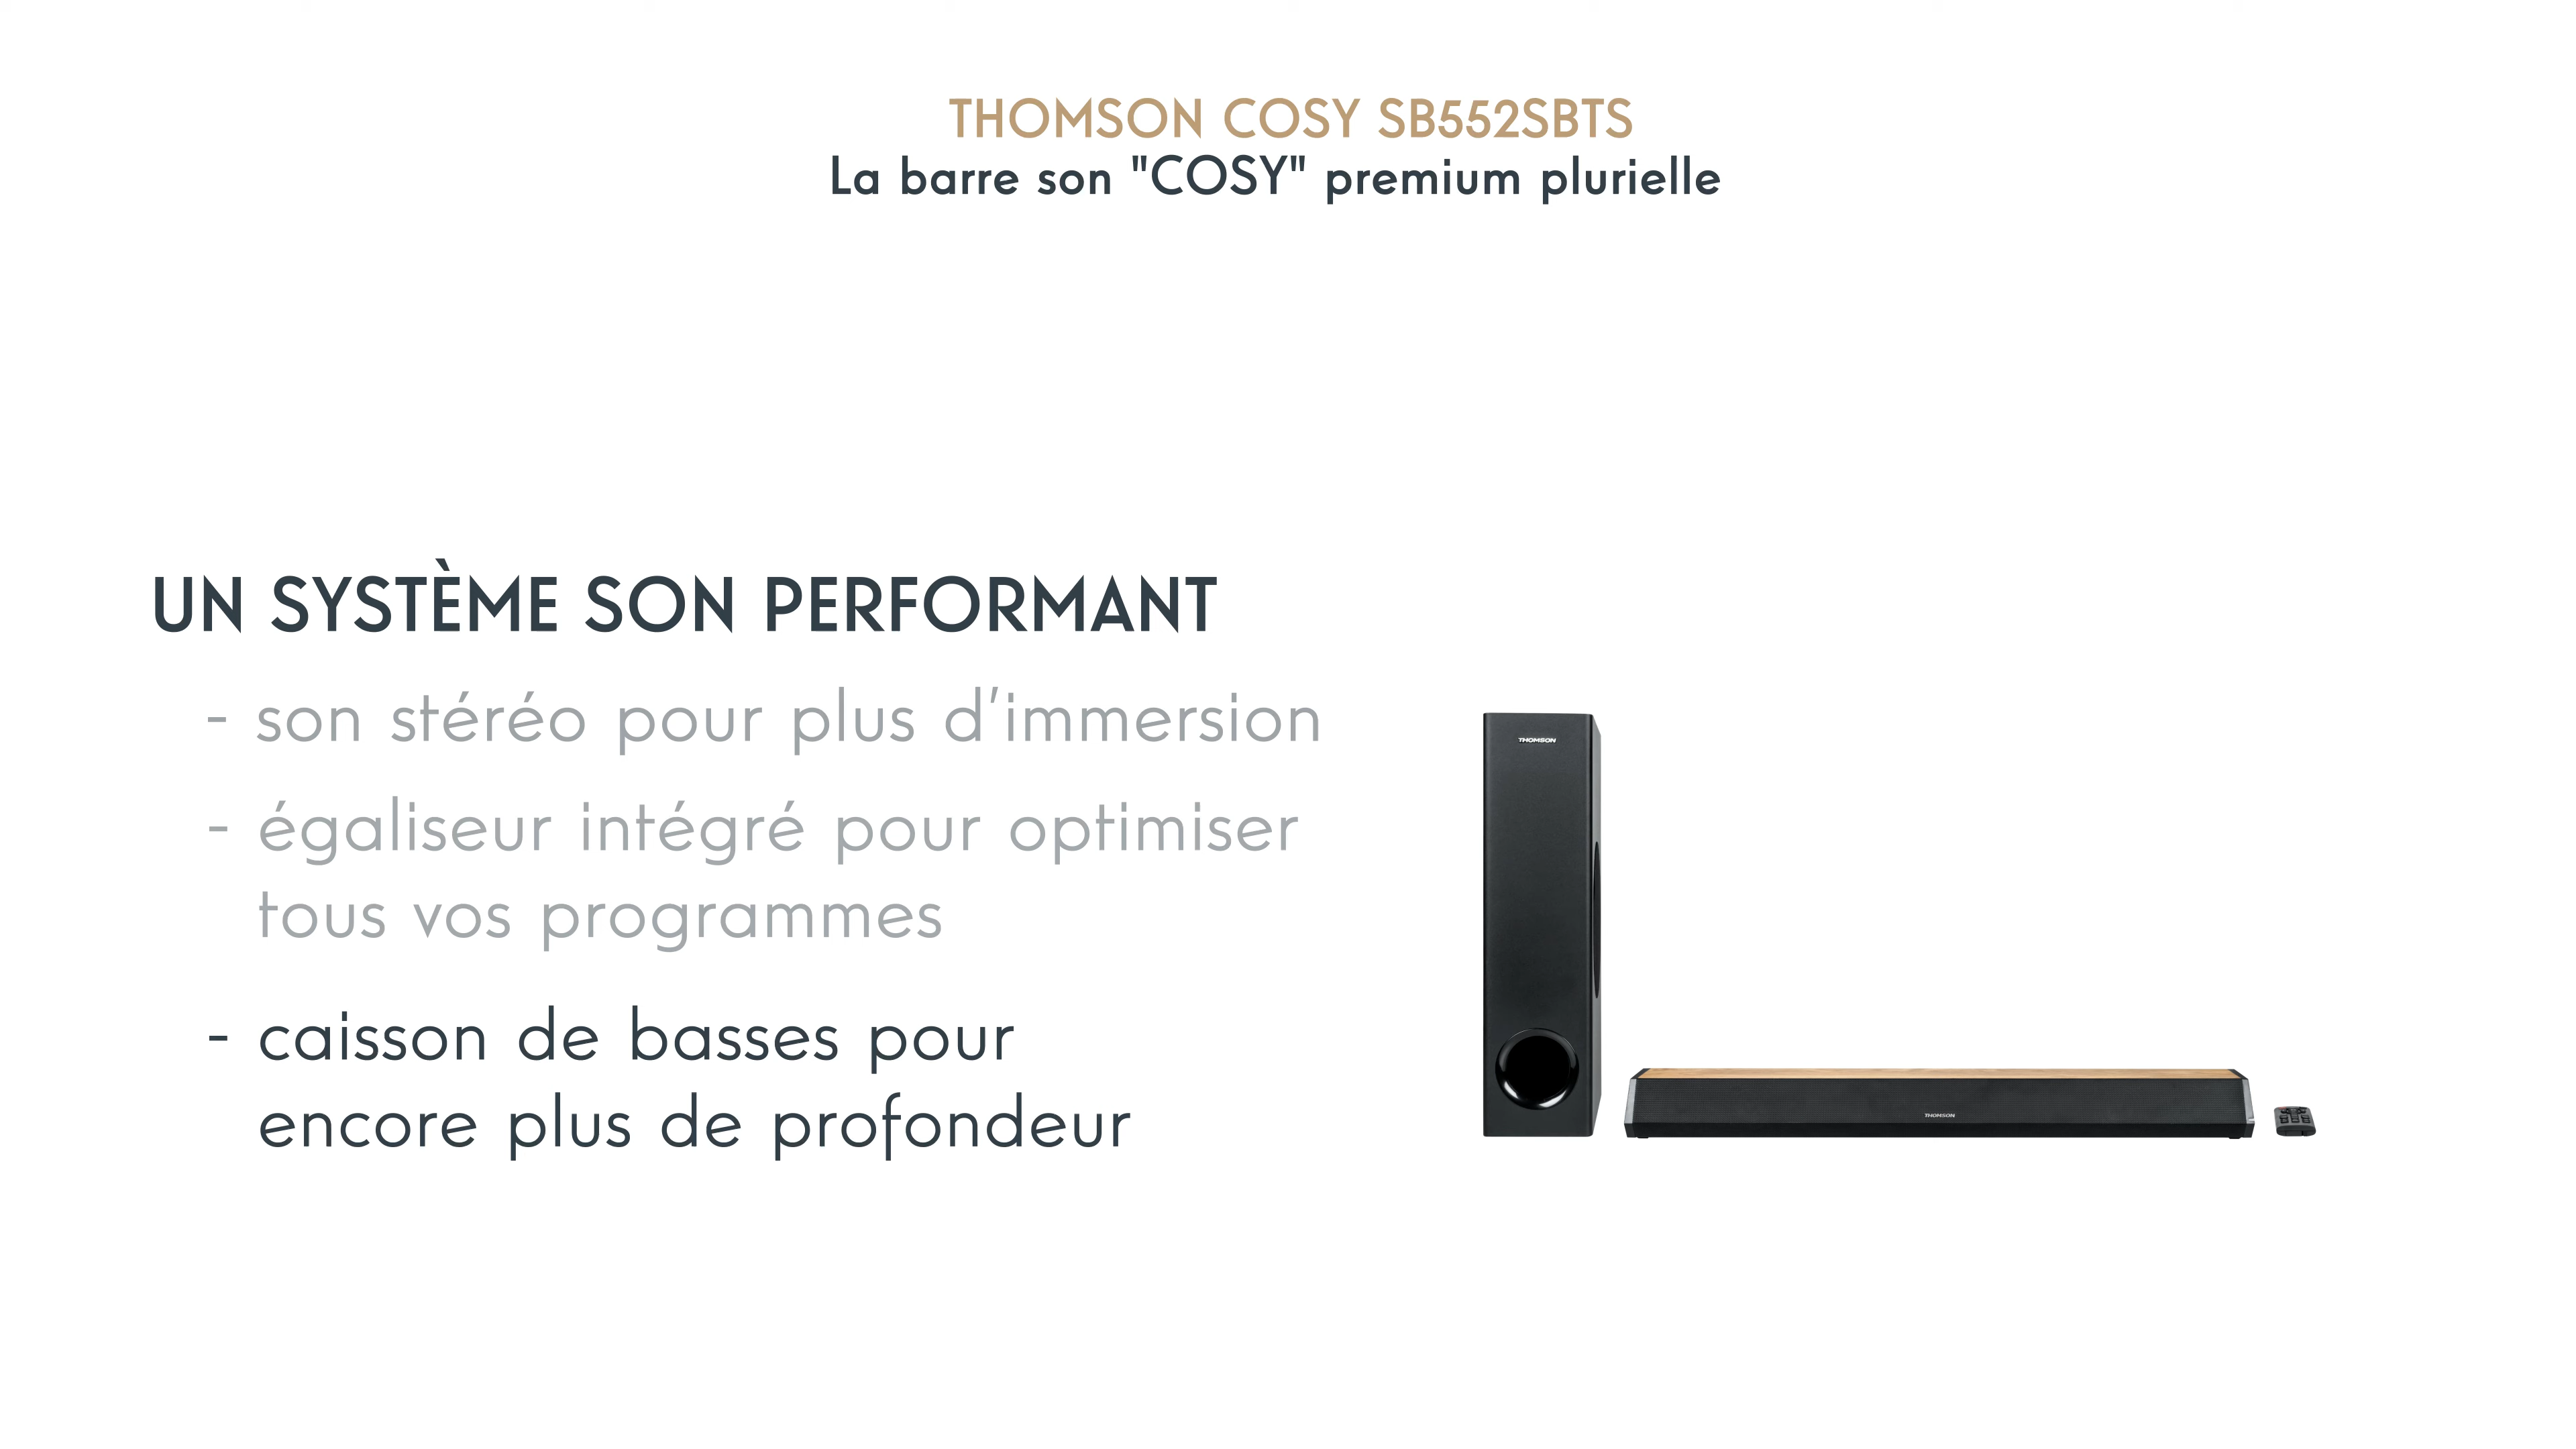 THOMSON COSY SB552SBTS
La barre son "COSY" premium plurielle
UN SYSTÈME SON PERFORMANT
- son stéréo pour plus d'immersion
- égaliseur intégré pour optimiser
tous vos programmes
- caisson de basses pour
encore plus de profondeur
THOMSON
THOMSON